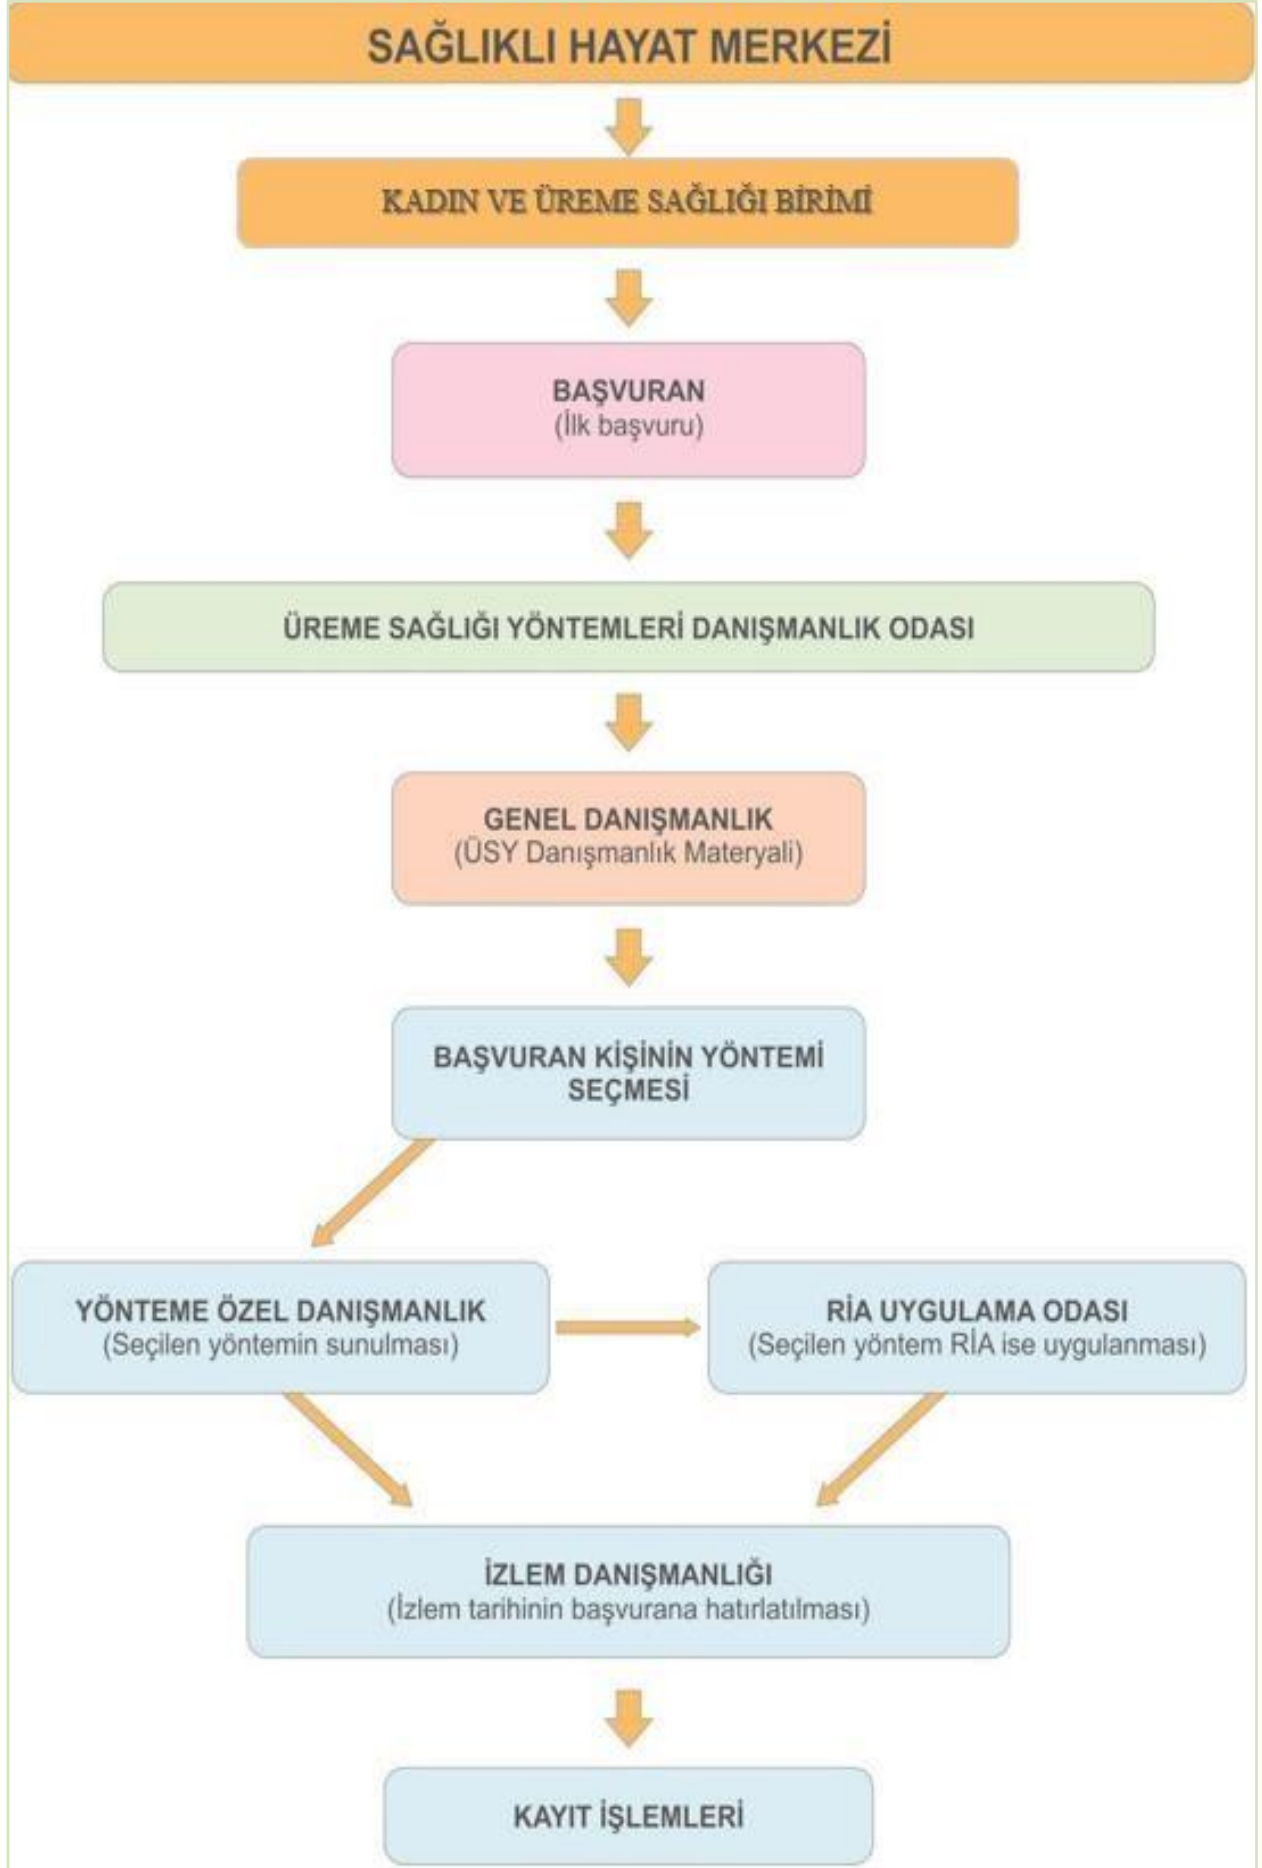 SAĞLIKLI HAYAT MERKEZİ
KADIN VE ÜREME SAĞLIĞI BİRİMİ
BAŞVURAN
(İlk başvuru)
ÜREME SAĞLIĞI YÖNTEMLERİ DANIŞMANLIK ODASI
GENEL DANIŞMANLIK
(ÜSY Danışmanlık Materyali)
BAŞVURAN KİŞİNİN YÖNTEMİ
SEÇMESİ
YÖNTEME ÖZEL DANIŞMANLIK
(Seçilen yöntemin sunulması)
RİA UYGULAMA ODASI
(Seçilen yöntem RİA ise uygulanması)
İZLEM DANIŞMANLIĞI
(İzlem tarihinin başvurana hatırlatılması)
KAYIT İŞLEMLERİ